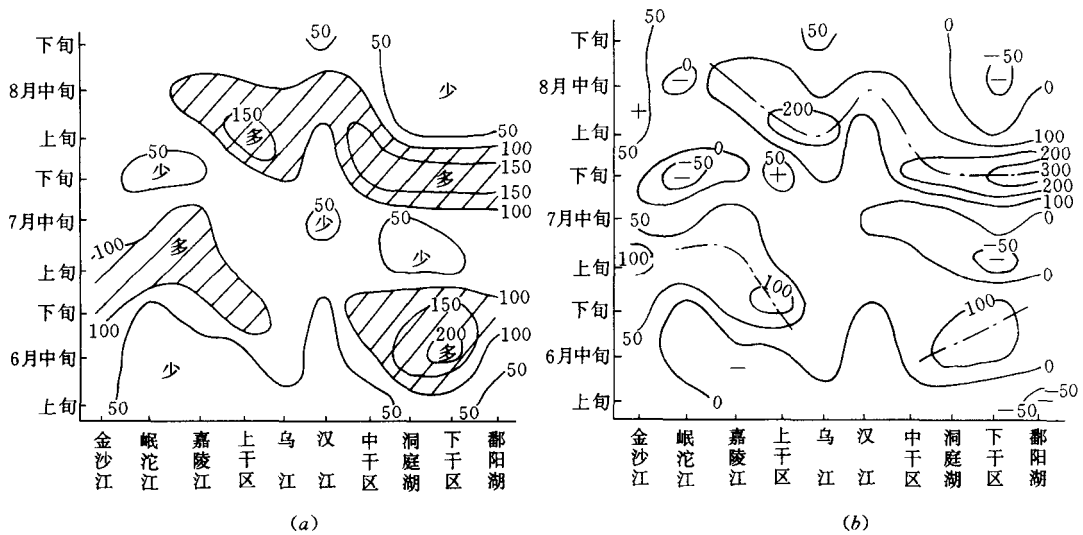 下旬
8月中旬
上旬
下旬
7月中旬
上旬
下旬
6月中旬
上旬
50
50
少
150
多
50
少
50
100
150
多
150
100
50
少
50
少
-100
多
100
少
50
100
150
100
200
多
50
50
50
金沙江
岷沱江
嘉陵江
上干区
乌江
汉江
中干区
洞庭湖
下干区
鄱阳湖
(a)
下旬
8月中旬
上旬
下旬
7月中旬
上旬
下旬
6月中旬
上旬
50
50
0
-50
−
0
−
0
+
200
50
0
-50
−
50
+
100
200
300
200
100
50
0
100
-50
−
0
100
100
50
0
−
0
-50
−
-50
金沙江
岷沱江
嘉陵江
上干区
乌江
汉江
中干区
洞庭湖
下干区
鄱阳湖
(b)